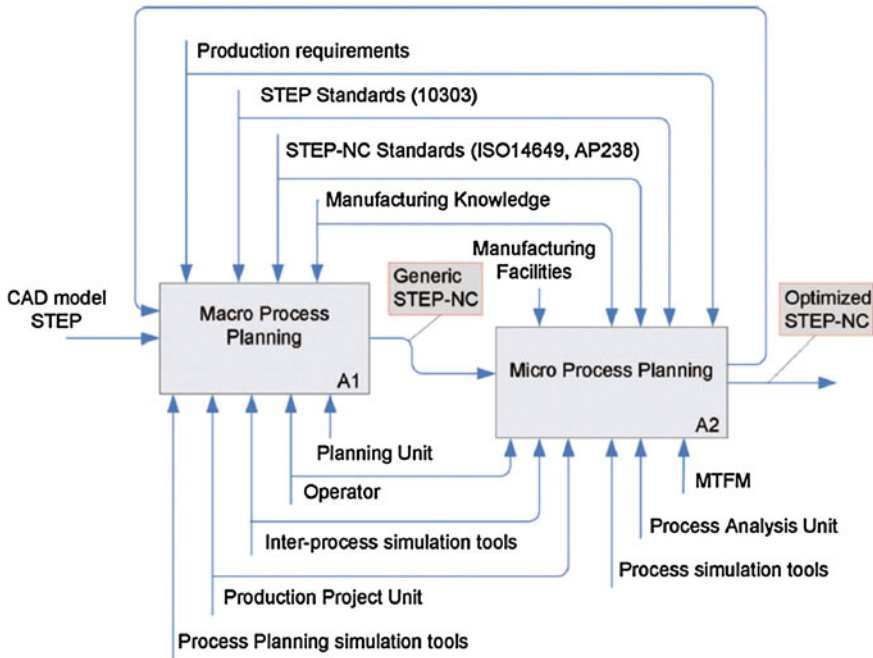 Production requirements
STEP Standards (10303)
STEP-NC Standards (ISO14649, AP238)
Manufacturing Knowledge
Manufacturing
Facilities
Generic
STEP-NC
CAD model
STEP
Macro Process
Planning
A1
Optimized
STEP-NC
Micro Process Planning
A2
Planning Unit
Operator
MTFM
Inter-process simulation tools
Process Analysis Unit
Process simulation tools
Production Project Unit
Process Planning simulation tools